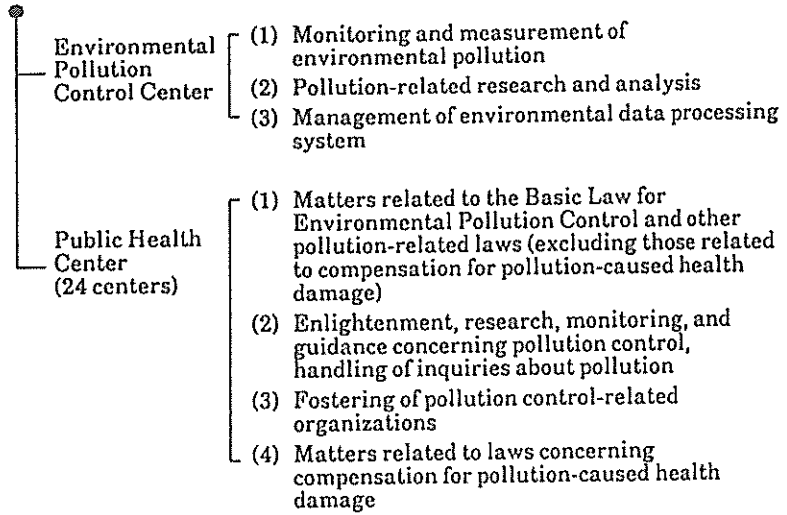 Environmental
Pollution
Control Center
(1) Monitoring and measurement of
environmental pollution
(2) Pollution-related research and analysis
(3) Management of environmental data processing
system
Public Health
Center
(24 centers)
(1) Matters related to the Basic Law for
Environmental Pollution Control and other
pollution-related laws (excluding those related
to compensation for pollution-caused health
damage)
(2) Enlightenment, research, monitoring, and
guidance concerning pollution control,
handling of inquiries about pollution
(3) Fostering of pollution control-related
organizations
(4) Matters related to laws concerning
compensation for pollution-caused health
damage